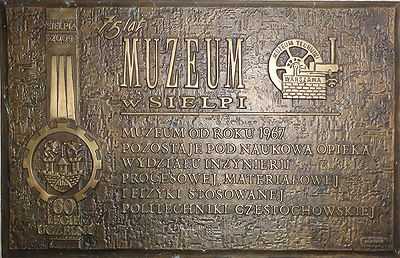 SIELPIA
2009
75 lat
MUZEUM
W SIELPI
MUZEUM TECHNIKI
WARSZAWA
MUZEUM OD ROKU 1967
POZOSTAJE POD NAUKOWĄ OPIEKĄ
WYDZIAŁU INŻYNIERII
PROCESOWEJ, MATERIAŁOWEJ
I FIZYKI STOSOWANEJ
POLITECHNIKI CZĘSTOCHOWSKIEJ
60
LECIE
UCZELNI